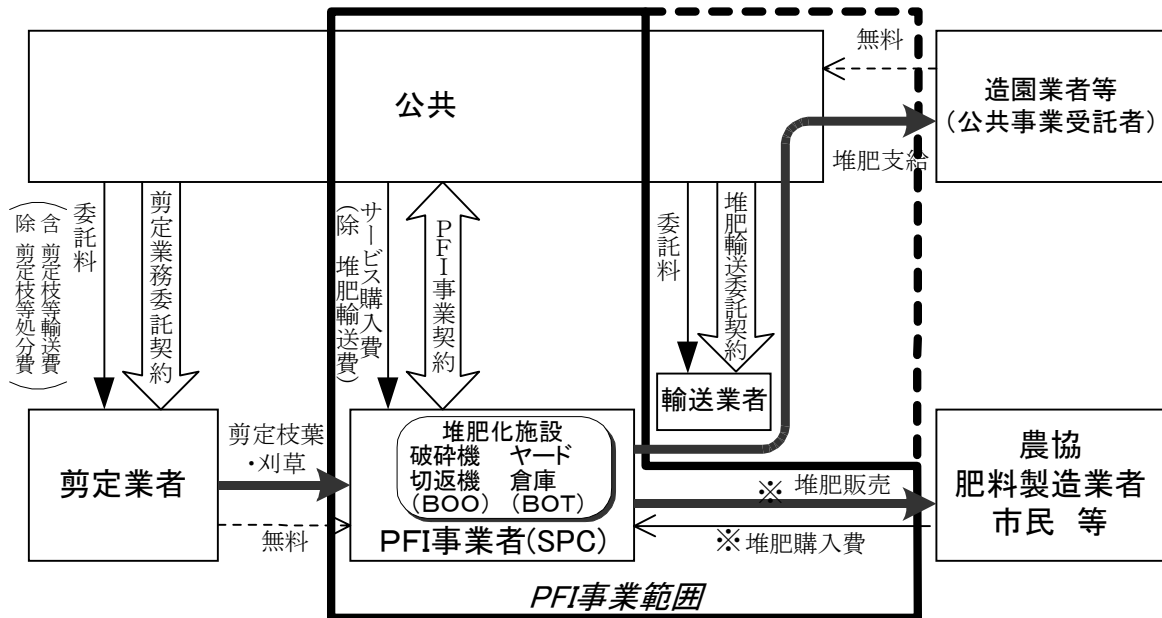 無料
公共
造園業者等
(公共事業受託者)
堆肥支給
委託料
(含 剪定枝等輸送費
除 剪定枝等処分費)
剪定業務委託契約
サービス購入費
(除 堆肥輸送費)
PFI事業契約
委託料
堆肥輸送委託契約
輸送業者
剪定業者
剪定枝葉
・刈草
無料
堆肥化施設
破砕機 ヤード
切返機 倉庫
(BOO) (BOT)
PFI事業者(SPC)
※ 堆肥販売
※堆肥購入費
農協
肥料製造業者
市民 等
PFI事業範囲